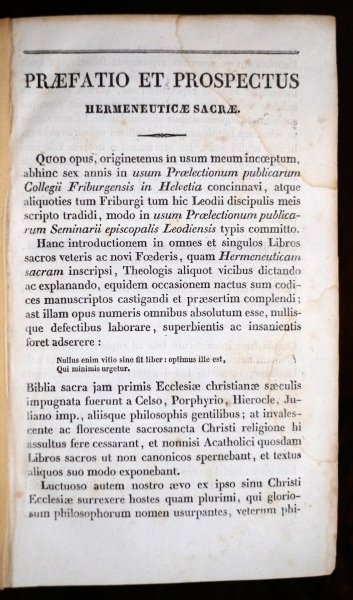 PRÆFATIO ET PROSPECTUS
HERMENEUTICÆ SACRÆ.
QUOD opus, originetenus in usum meum incœptum,
abhinc sex annis in usum Prælectionum publicarum
Collegii Friburgensis in Helvetia concinnavi, atque
aliquoties tum Friburgi tum hic Leodii discipulis meis
scripto tradidi, modo in usum Prælectionum publica-
rum Seminarii episcopalis Leodiensis typis committo.
Hanc introductionem in omnes et singulos Libros
sacros veteris ac novi Fœderis, quam Hermeneuticam
sacram inscripsi, Theologis aliquot vicibus dictando
ac explanando, equidem occasionem nactus sum codi-
ces manuscriptos castigandi et præsertim complendi;
ast illam opus numeris omnibus absolutum esse, nullis-
que defectibus laborare, superbientis ac insanientis
foret adserere:
Nullus enim vitio sine fit liber: optimus ille est,
Qui minimis urgetur.
Biblia sacra jam primis Ecclesiæ christianæ sæculis
impugnata fuerunt a Celso, Porphyrio, Hierocle, Ju-
liano imp., aliisque philosophis gentilibus; at invales-
cente ac florescente sacrosancta Christi religione hi
assultus fere cessarant, et nonnisi Acatholici quosdam
Libros sacros ut non canonicos spernebant, et textus
aliquos suo modo exponebant.
Luctuoso autem nostro ævo ex ipso sinu Christi
Ecclesiæ surrexere hostes quam plurimi, qui glorio-
sum philosophorum nomen usurpantes, veterum phi-